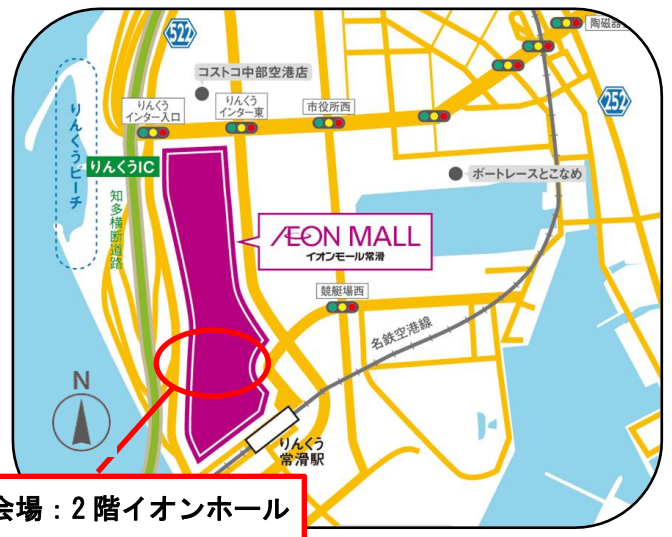 522
陶磁器
コストコ中部空港店
252
りんくう
インター入口
りんくう
インター東
市役所西
りんくうビーチ
りんくうIC
ボートレースとこなめ
知多横断道路
ÆON MALL
イオンモール常滑
競艇場西
名鉄空港線
N
りんくう
常滑駅
会場：2階イオンホール